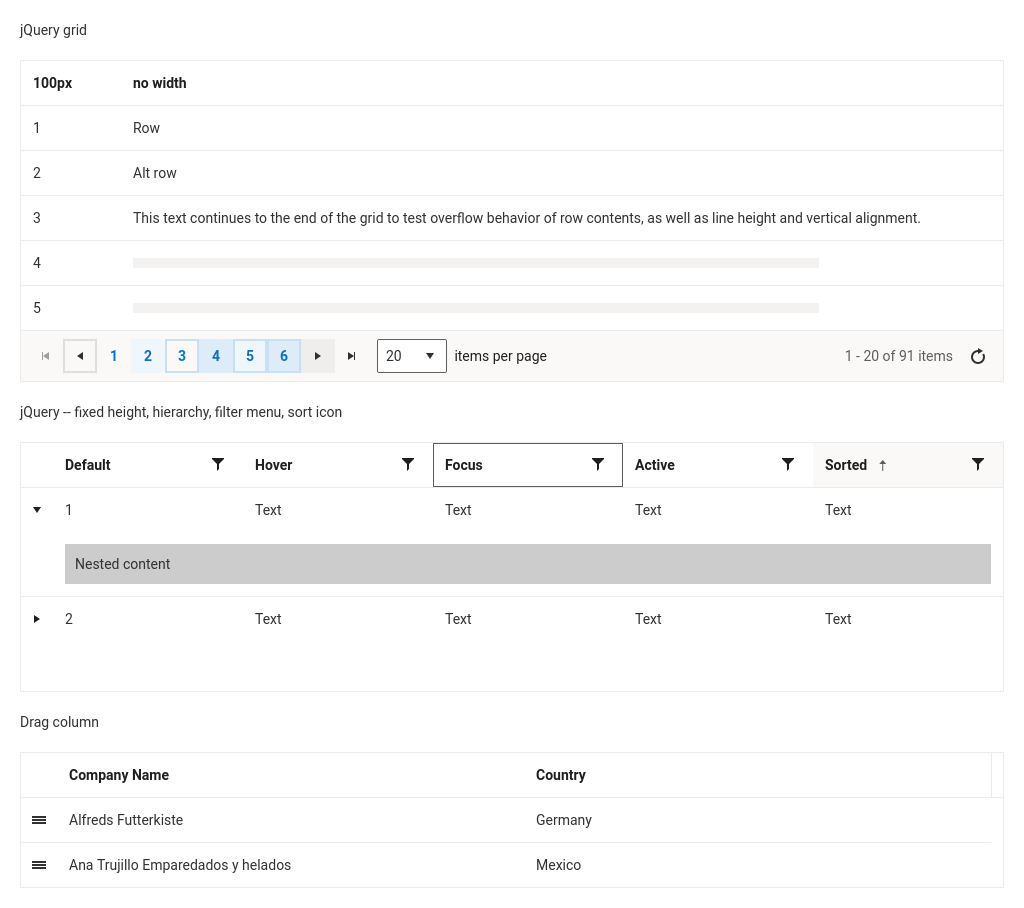 jQuery grid
100px no width
1 Row
2 Alt row
3 This text continues to the end of the grid to test overflow behavior of row contents, as well as line height and vertical alignment.
4
5
1 2 3 4 5 6 20 items per page 1 - 20 of 91 items
jQuery -- fixed height, hierarchy, filter menu, sort icon
Default Hover Focus Active Sorted
1 Text Text Text Text
Nested content
2 Text Text Text Text
Drag column
Company Name Country
Alfreds Futterkiste Germany
Ana Trujillo Emparedados y helados Mexico